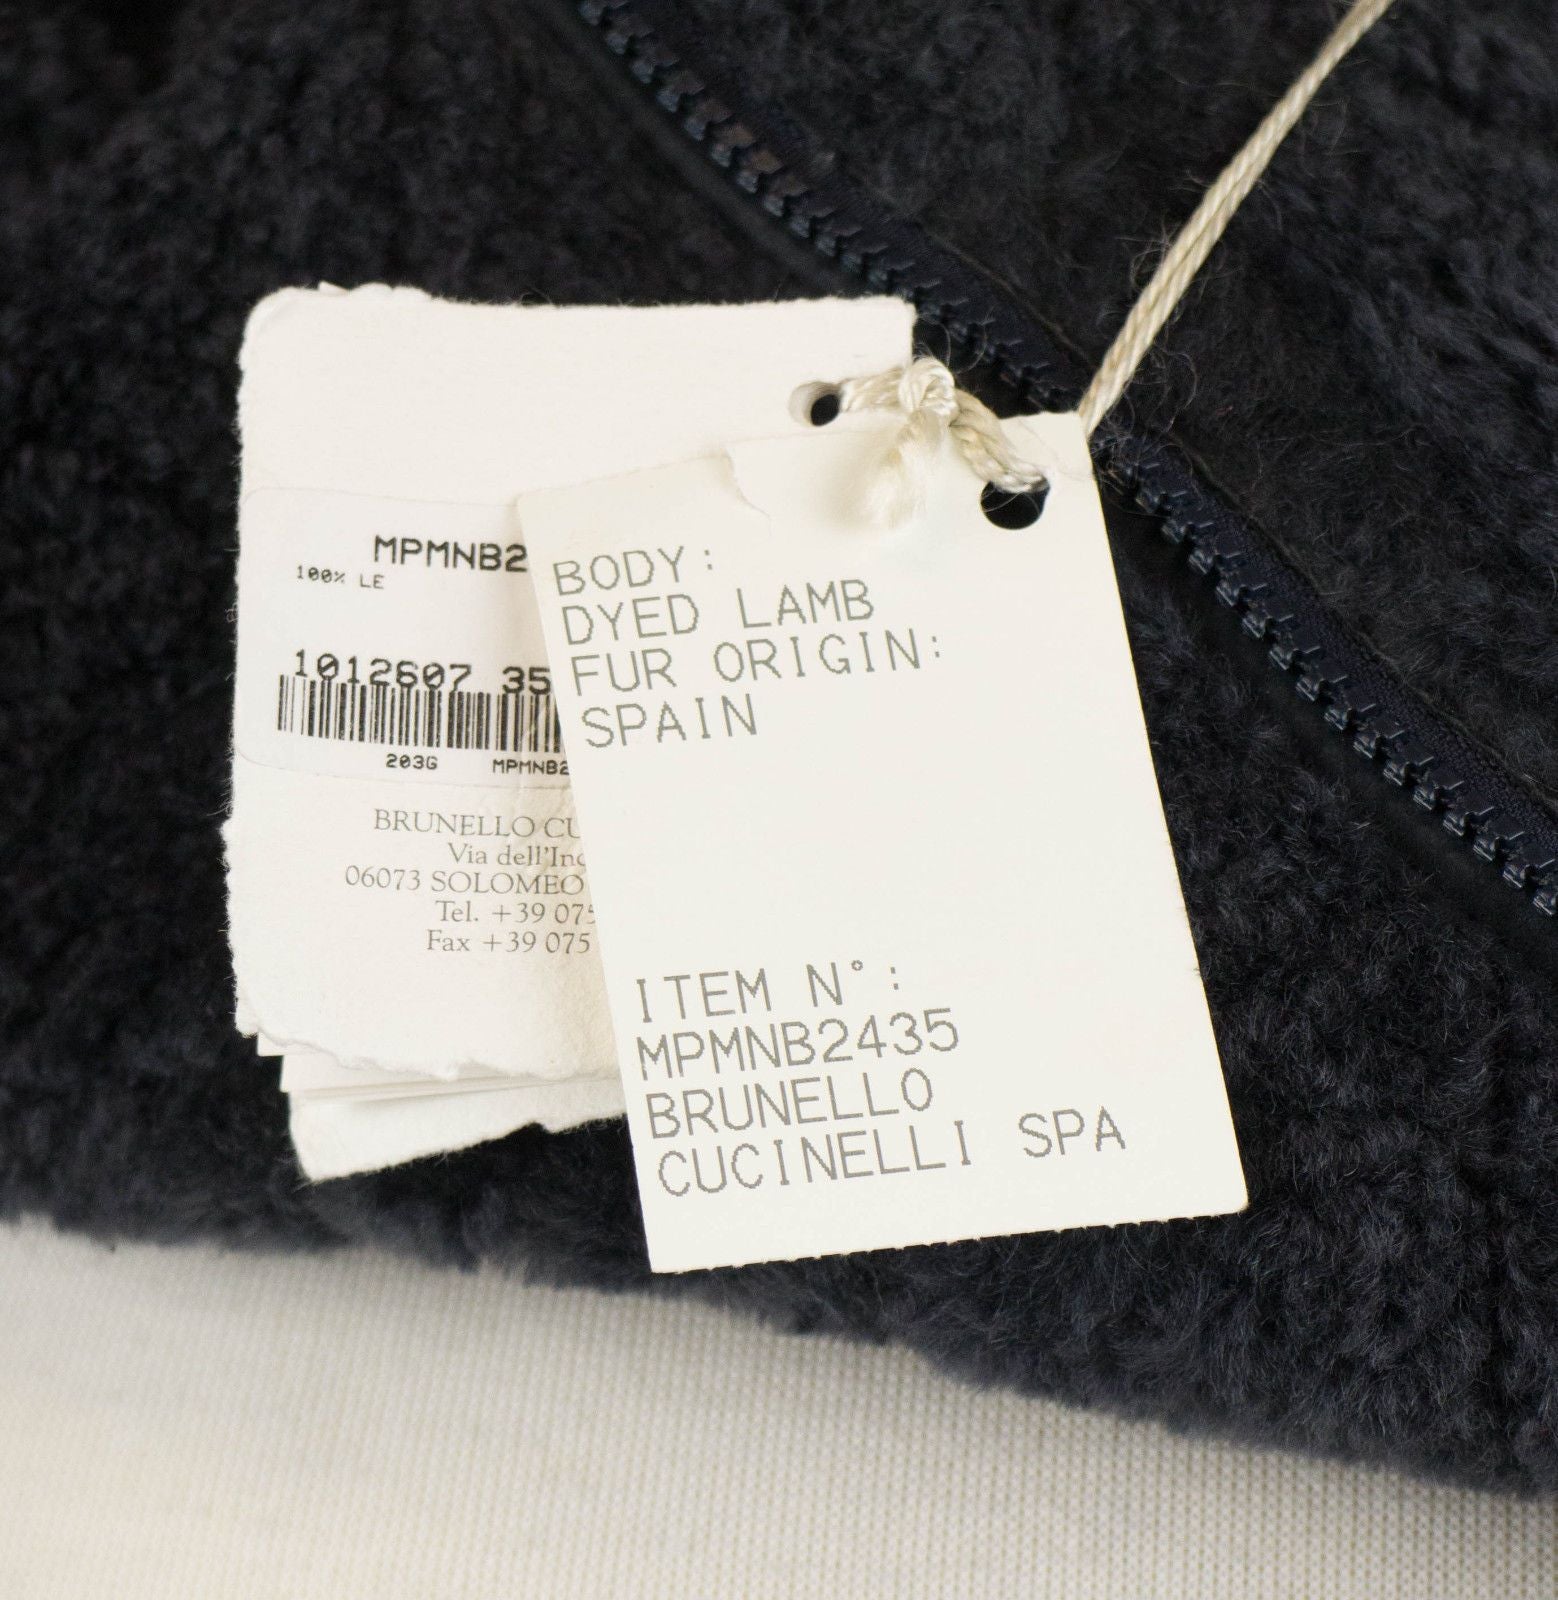 MPMNB2
100% LE
1012607 35
203G MPMNB2
BRUNELLO CU
Via dell'Ind
06073 SOLOMEO
Tel. +39 075
Fax +39 075
BODY:
DYED LAMB
FUR ORIGIN:
SPAIN
ITEM N°:
MPMNB2435
BRUNELLO
CUCINELLI SPA